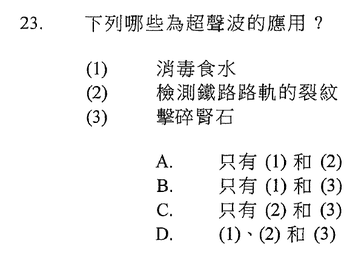 23. 下列哪些為超聲波的應用？
(1) 消毒食水
(2) 檢測鐵路路軌的裂紋
(3) 擊碎腎石
A. 只有 (1) 和 (2)
B. 只有 (1) 和 (3)
C. 只有 (2) 和 (3)
D. (1)、(2) 和 (3)